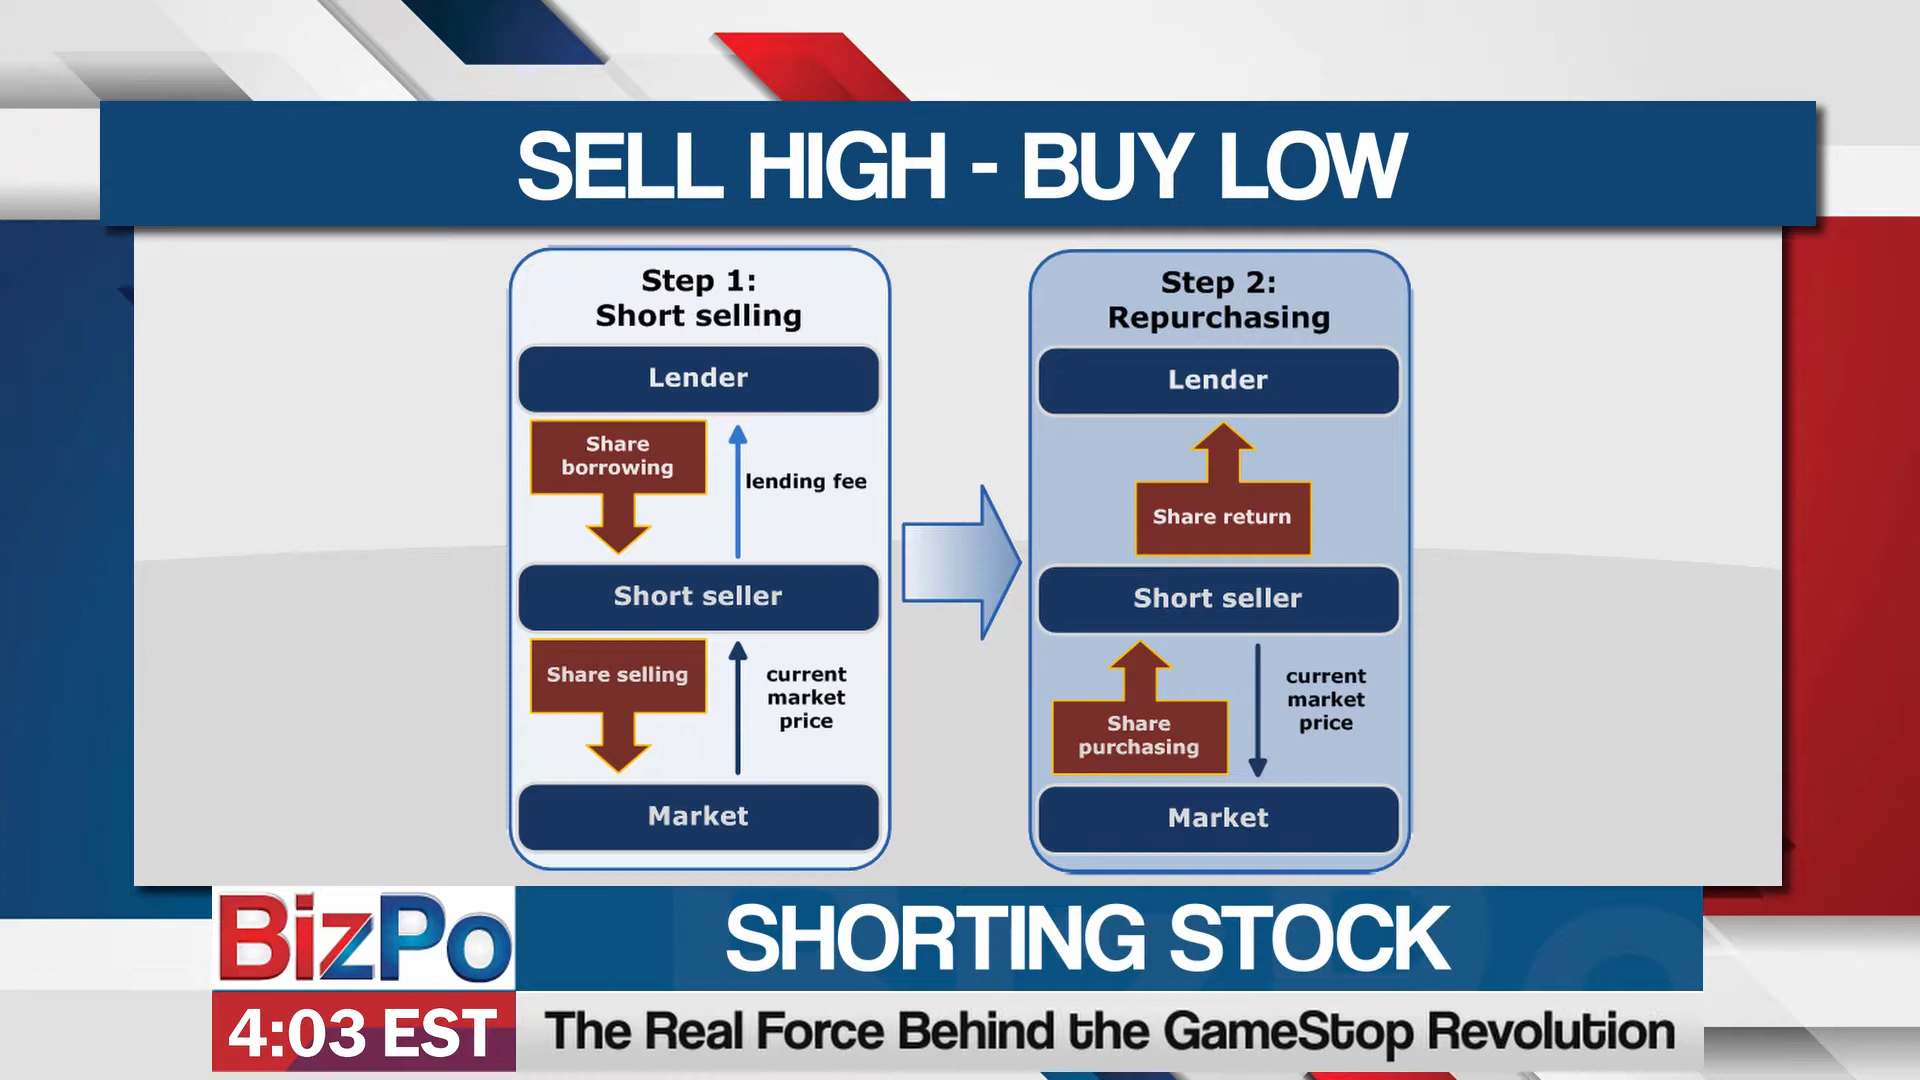 SELL HIGH - BUY LOW
Step 1:
Short selling
Lender
Share
borrowing
lending fee
Short seller
Share selling
current
market
price
Market
Step 2:
Repurchasing
Lender
Share return
Short seller
Share
purchasing
current
market
price
Market
BizPo
SHORTING STOCK
4:03 EST
The Real Force Behind the GameStop Revolution